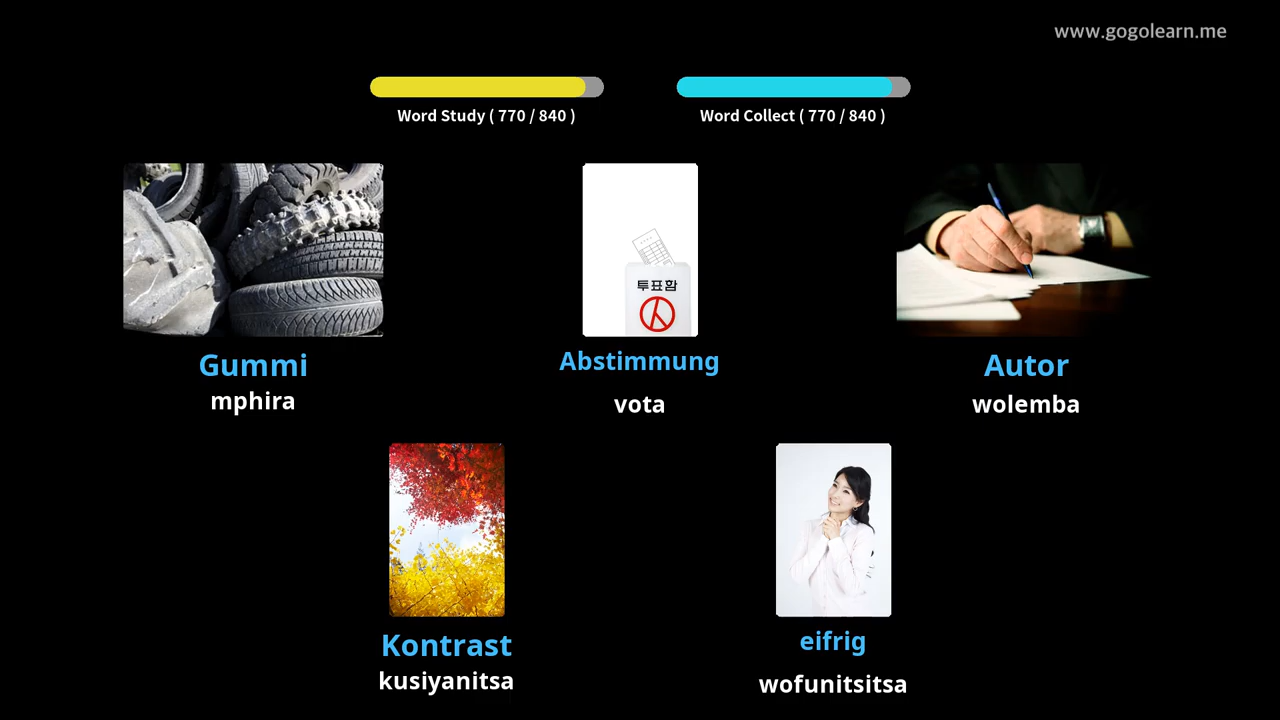 www.gogolearn.me
Word Study ( 770 / 840 )
Word Collect ( 770 / 840 )
투표함
Gummi
mphira
Abstimmung
vota
Autor
wolemba
Kontrast
kusiyanitsa
eifrig
wofunitsitsa